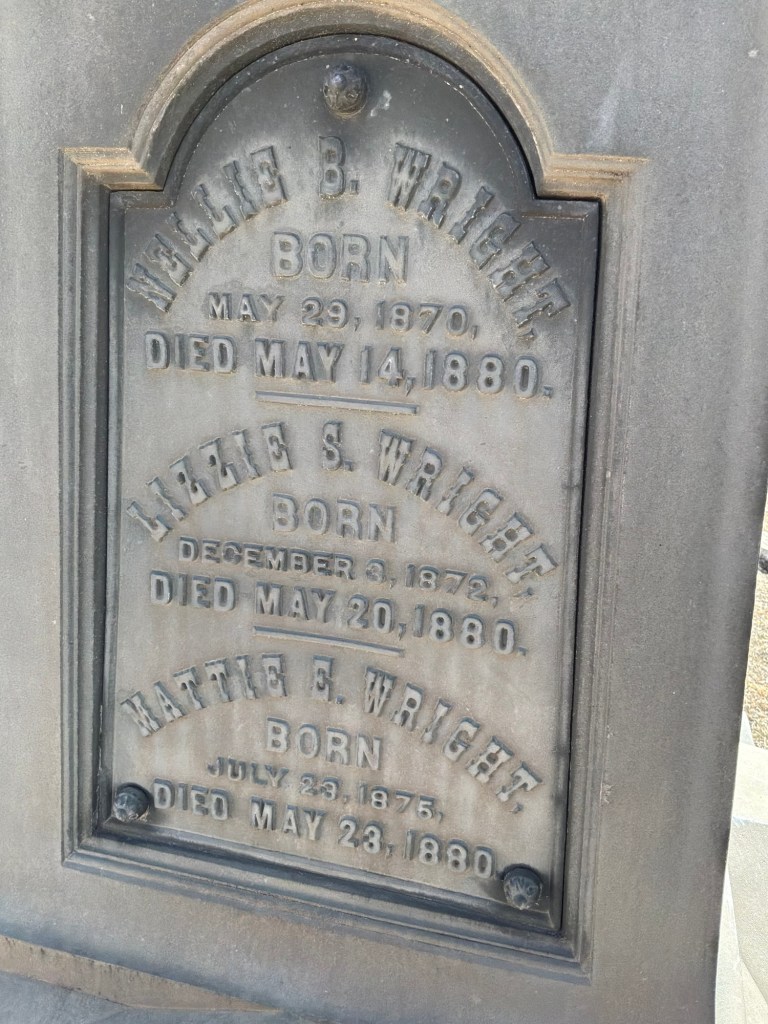 NELLIE B. WRIGHT,
BORN
MAY 29, 1870,
DIED MAY 14, 1880.
LIZZIE S. WRIGHT,
BORN
DECEMBER 3, 1872,
DIED MAY 20, 1880.
MATTIE E. WRIGHT,
BORN
JULY 23, 1875,
DIED MAY 23, 1880.